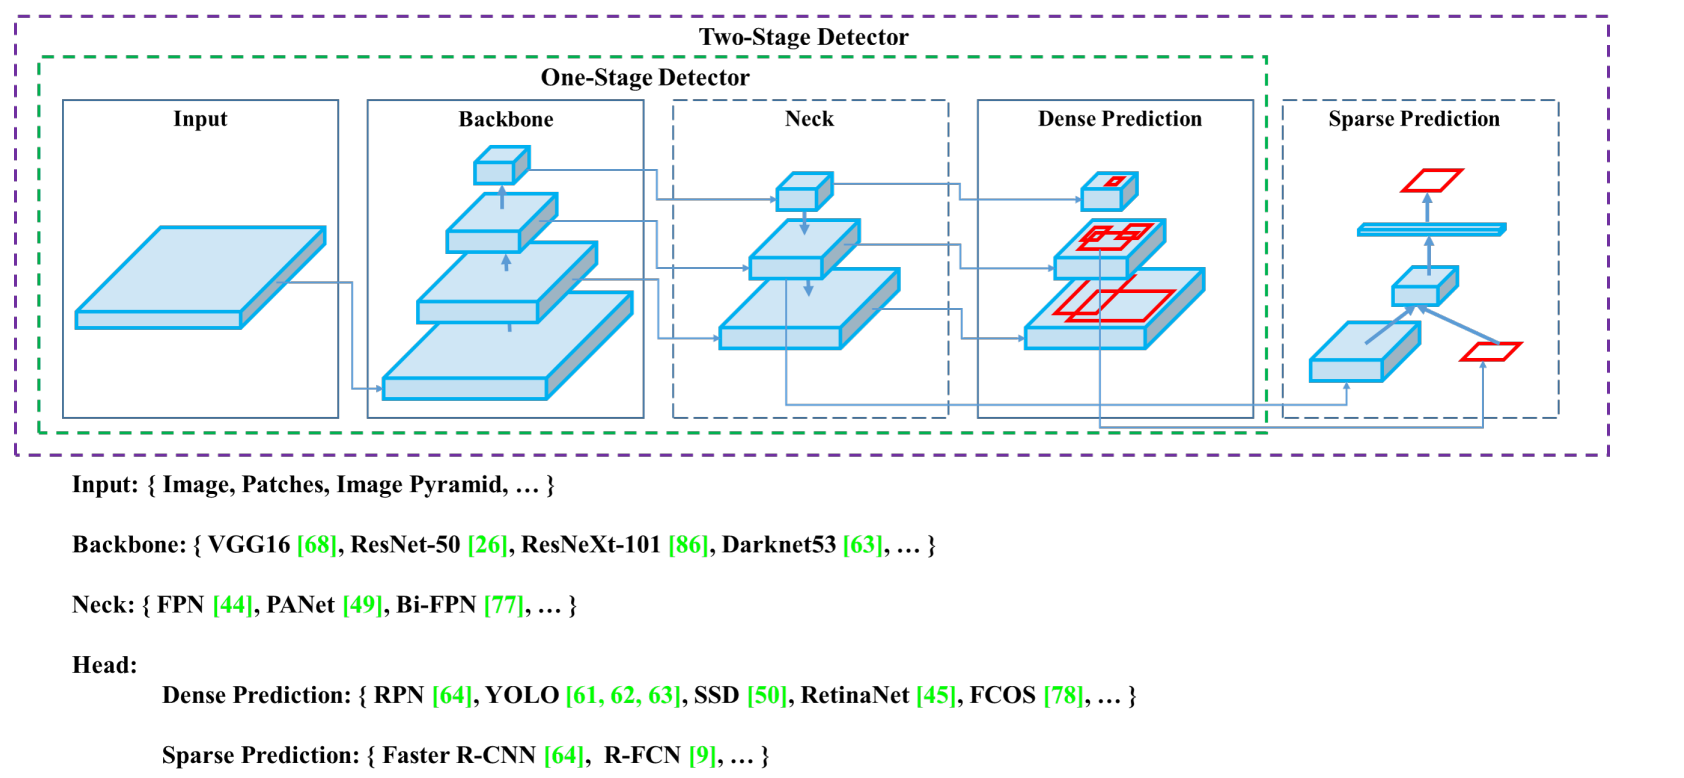 Two-Stage Detector
One-Stage Detector
Input
Backbone
Neck
Dense Prediction
Sparse Prediction
Input: { Image, Patches, Image Pyramid, … }
Backbone: { VGG16 [68], ResNet-50 [26], ResNeXt-101 [86], Darknet53 [63], … }
Neck: { FPN [44], PANet [49], Bi-FPN [77], … }
Head:
Dense Prediction: { RPN [64], YOLO [61, 62, 63], SSD [50], RetinaNet [45], FCOS [78], … }
Sparse Prediction: { Faster R-CNN [64], R-FCN [9], … }